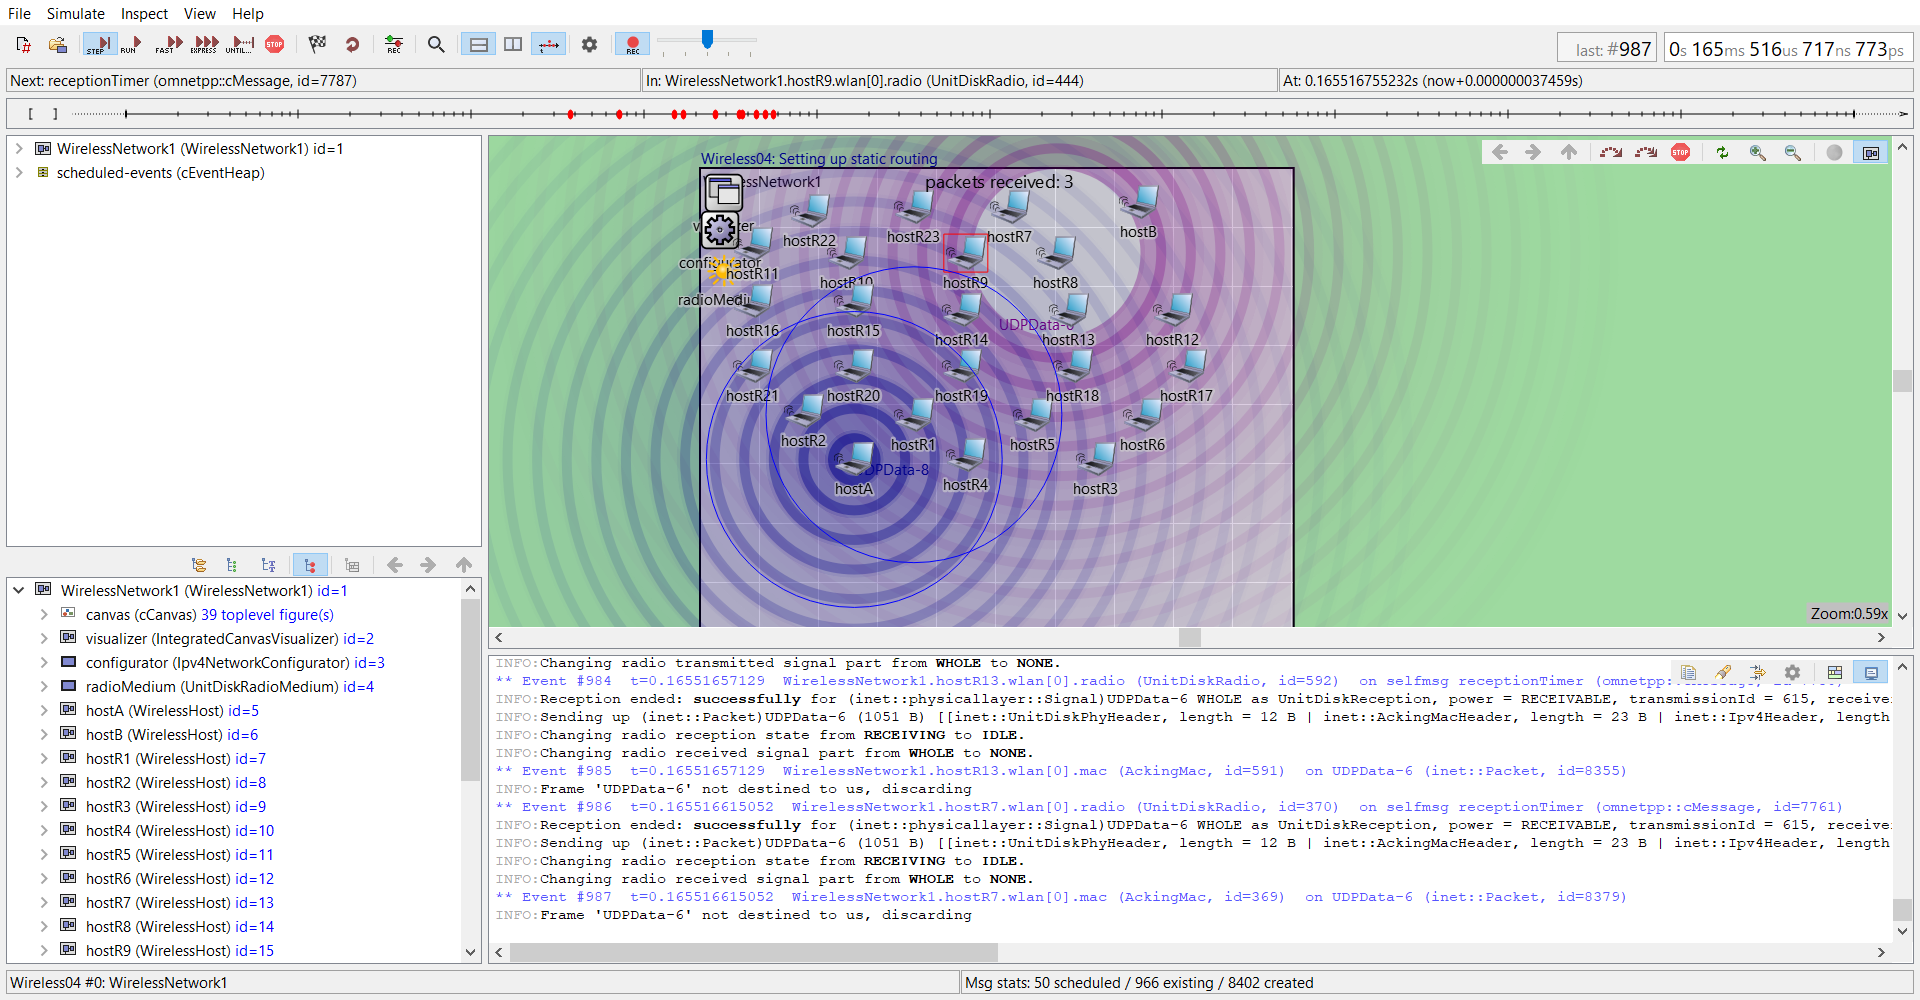 File Simulate Inspect View Help
STEP RUN FAST EXPRESS UNTIL... STOP REC REC
last: #987 0s 165ms 516us 717ns 773ps
Next: receptionTimer (omnetpp::cMessage, id=7787) In: WirelessNetwork1.hostR9.wlan[0].radio (UnitDiskRadio, id=444) At: 0.165516755232s (now+0.000000037459s)
[ ]
WirelessNetwork1 (WirelessNetwork1) id=1
scheduled-events (cEventHeap)
WirelessNetwork1 (WirelessNetwork1) id=1
canvas (cCanvas) 39 toplevel figure(s)
visualizer (IntegratedCanvasVisualizer) id=2
configurator (Ipv4NetworkConfigurator) id=3
radioMedium (UnitDiskRadioMedium) id=4
hostA (WirelessHost) id=5
hostB (WirelessHost) id=6
hostR1 (WirelessHost) id=7
hostR2 (WirelessHost) id=8
hostR3 (WirelessHost) id=9
hostR4 (WirelessHost) id=10
hostR5 (WirelessHost) id=11
hostR6 (WirelessHost) id=12
hostR7 (WirelessHost) id=13
hostR8 (WirelessHost) id=14
hostR9 (WirelessHost) id=15
STOP
Wireless04: Setting up static routing
packets received: 3
hostR22 hostR23 hostR7 hostB
configurator
hostR11 hostR10 hostR9 hostR8
hostR16 hostR15 hostR14 hostR13 hostR12
hostR21 hostR20 hostR19 hostR18 hostR17
hostR2 hostR1 hostR5 hostR6
hostA hostR4 hostR3
Zoom:0.59x
INFO:Changing radio transmitted signal part from WHOLE to NONE.
** Event #984 t=0.16551657129 WirelessNetwork1.hostR13.wlan[0].radio (UnitDiskRadio, id=592) on selfmsg receptionTimer
INFO:Reception ended: successfully for (inet::physicallayer::Signal)UDPData-6 WHOLE as UnitDiskReception, power = RECEIVABLE, transmissionId = 615, receive
INFO:Sending up (inet::Packet)UDPData-6 (1051 B) [[inet::UnitDiskPhyHeader, length = 12 B | inet::AckingMacHeader, length = 23 B | inet::Ipv4Header, length
INFO:Changing radio reception state from RECEIVING to IDLE.
INFO:Changing radio received signal part from WHOLE to NONE.
** Event #985 t=0.16551657129 WirelessNetwork1.hostR13.wlan[0].mac (AckingMac, id=591) on UDPData-6 (inet::Packet, id=8355)
INFO:Frame 'UDPData-6' not destined to us, discarding
** Event #986 t=0.165516615052 WirelessNetwork1.hostR7.wlan[0].radio (UnitDiskRadio, id=370) on selfmsg receptionTimer (omnetpp::cMessage, id=7761)
INFO:Reception ended: successfully for (inet::physicallayer::Signal)UDPData-6 WHOLE as UnitDiskReception, power = RECEIVABLE, transmissionId = 615, receive
INFO:Sending up (inet::Packet)UDPData-6 (1051 B) [[inet::UnitDiskPhyHeader, length = 12 B | inet::AckingMacHeader, length = 23 B | inet::Ipv4Header, length
INFO:Changing radio reception state from RECEIVING to IDLE.
INFO:Changing radio received signal part from WHOLE to NONE.
** Event #987 t=0.165516615052 WirelessNetwork1.hostR7.wlan[0].mac (AckingMac, id=369) on UDPData-6 (inet::Packet, id=8379)
INFO:Frame 'UDPData-6' not destined to us, discarding
Wireless04 #0: WirelessNetwork1 Msg stats: 50 scheduled / 966 existing / 8402 created